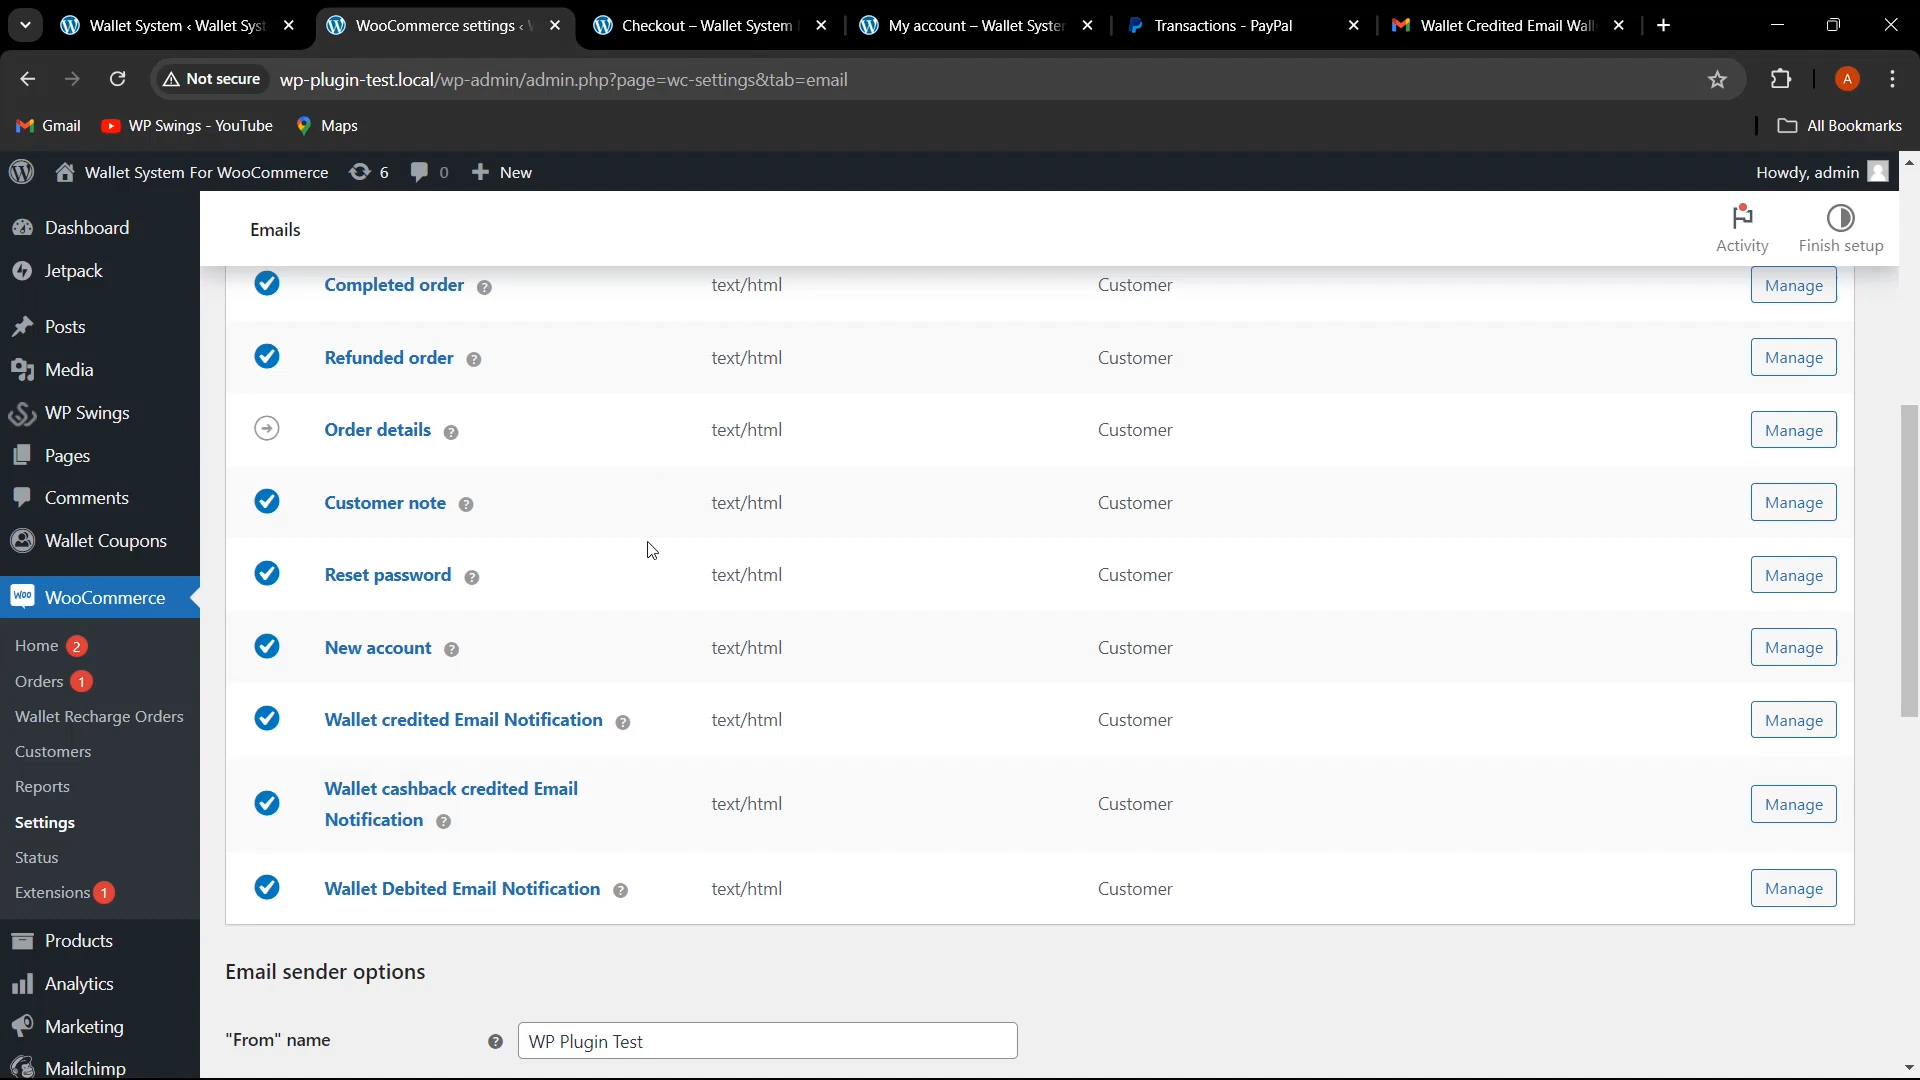 Wallet System ‹ Wallet Syst
WooCommerce settings ‹ W
Checkout – Wallet System
My account – Wallet System
Transactions - PayPal
Wallet Credited Email Wall
Not secure
wp-plugin-test.local/wp-admin/admin.php?page=wc-settings&tab=email
A
Gmail
WP Swings - YouTube
Maps
All Bookmarks
Wallet System For WooCommerce
6
0
New
Howdy, admin
Dashboard
Jetpack
Posts
Media
WP Swings
Pages
Comments
Wallet Coupons
Woo
WooCommerce
Home 2
Orders 1
Wallet Recharge Orders
Customers
Reports
Settings
Status
Extensions 1
Products
Analytics
Marketing
Mailchimp
Emails
Activity
Finish setup
Completed order ? text/html Customer Manage
Refunded order ? text/html Customer Manage
Order details ? text/html Customer Manage
Customer note ? text/html Customer Manage
Reset password ? text/html Customer Manage
New account ? text/html Customer Manage
Wallet credited Email Notification ? text/html Customer Manage
Wallet cashback credited Email
Notification ? text/html Customer Manage
Wallet Debited Email Notification ? text/html Customer Manage
Email sender options
"From" name ? WP Plugin Test